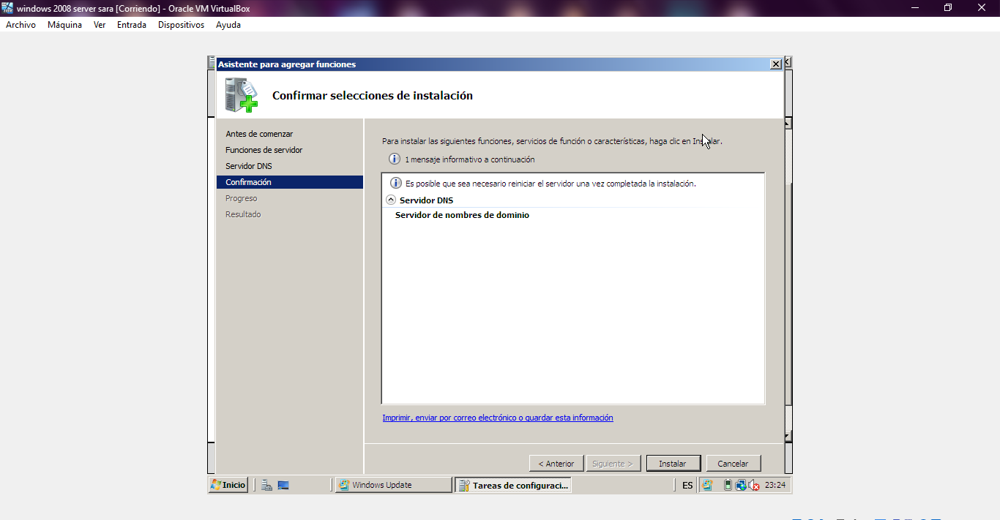 windows 2008 server sara [Corriendo] - Oracle VM VirtualBox
Archivo Máquina Ver Entrada Dispositivos Ayuda
Asistente para agregar funciones
Confirmar selecciones de instalación
Antes de comenzar
Funciones de servidor
Servidor DNS
Confirmación
Progreso
Resultado
Para instalar las siguientes funciones, servicios de función o características, haga clic en Instalar.
1 mensaje informativo a continuación
Es posible que sea necesario reiniciar el servidor una vez completada la instalación.
Servidor DNS
Servidor de nombres de dominio
Imprimir, enviar por correo electrónico o guardar esta información
< Anterior Siguiente > Instalar Cancelar
Inicio Windows Update Tareas de configuraci... ES 23:24